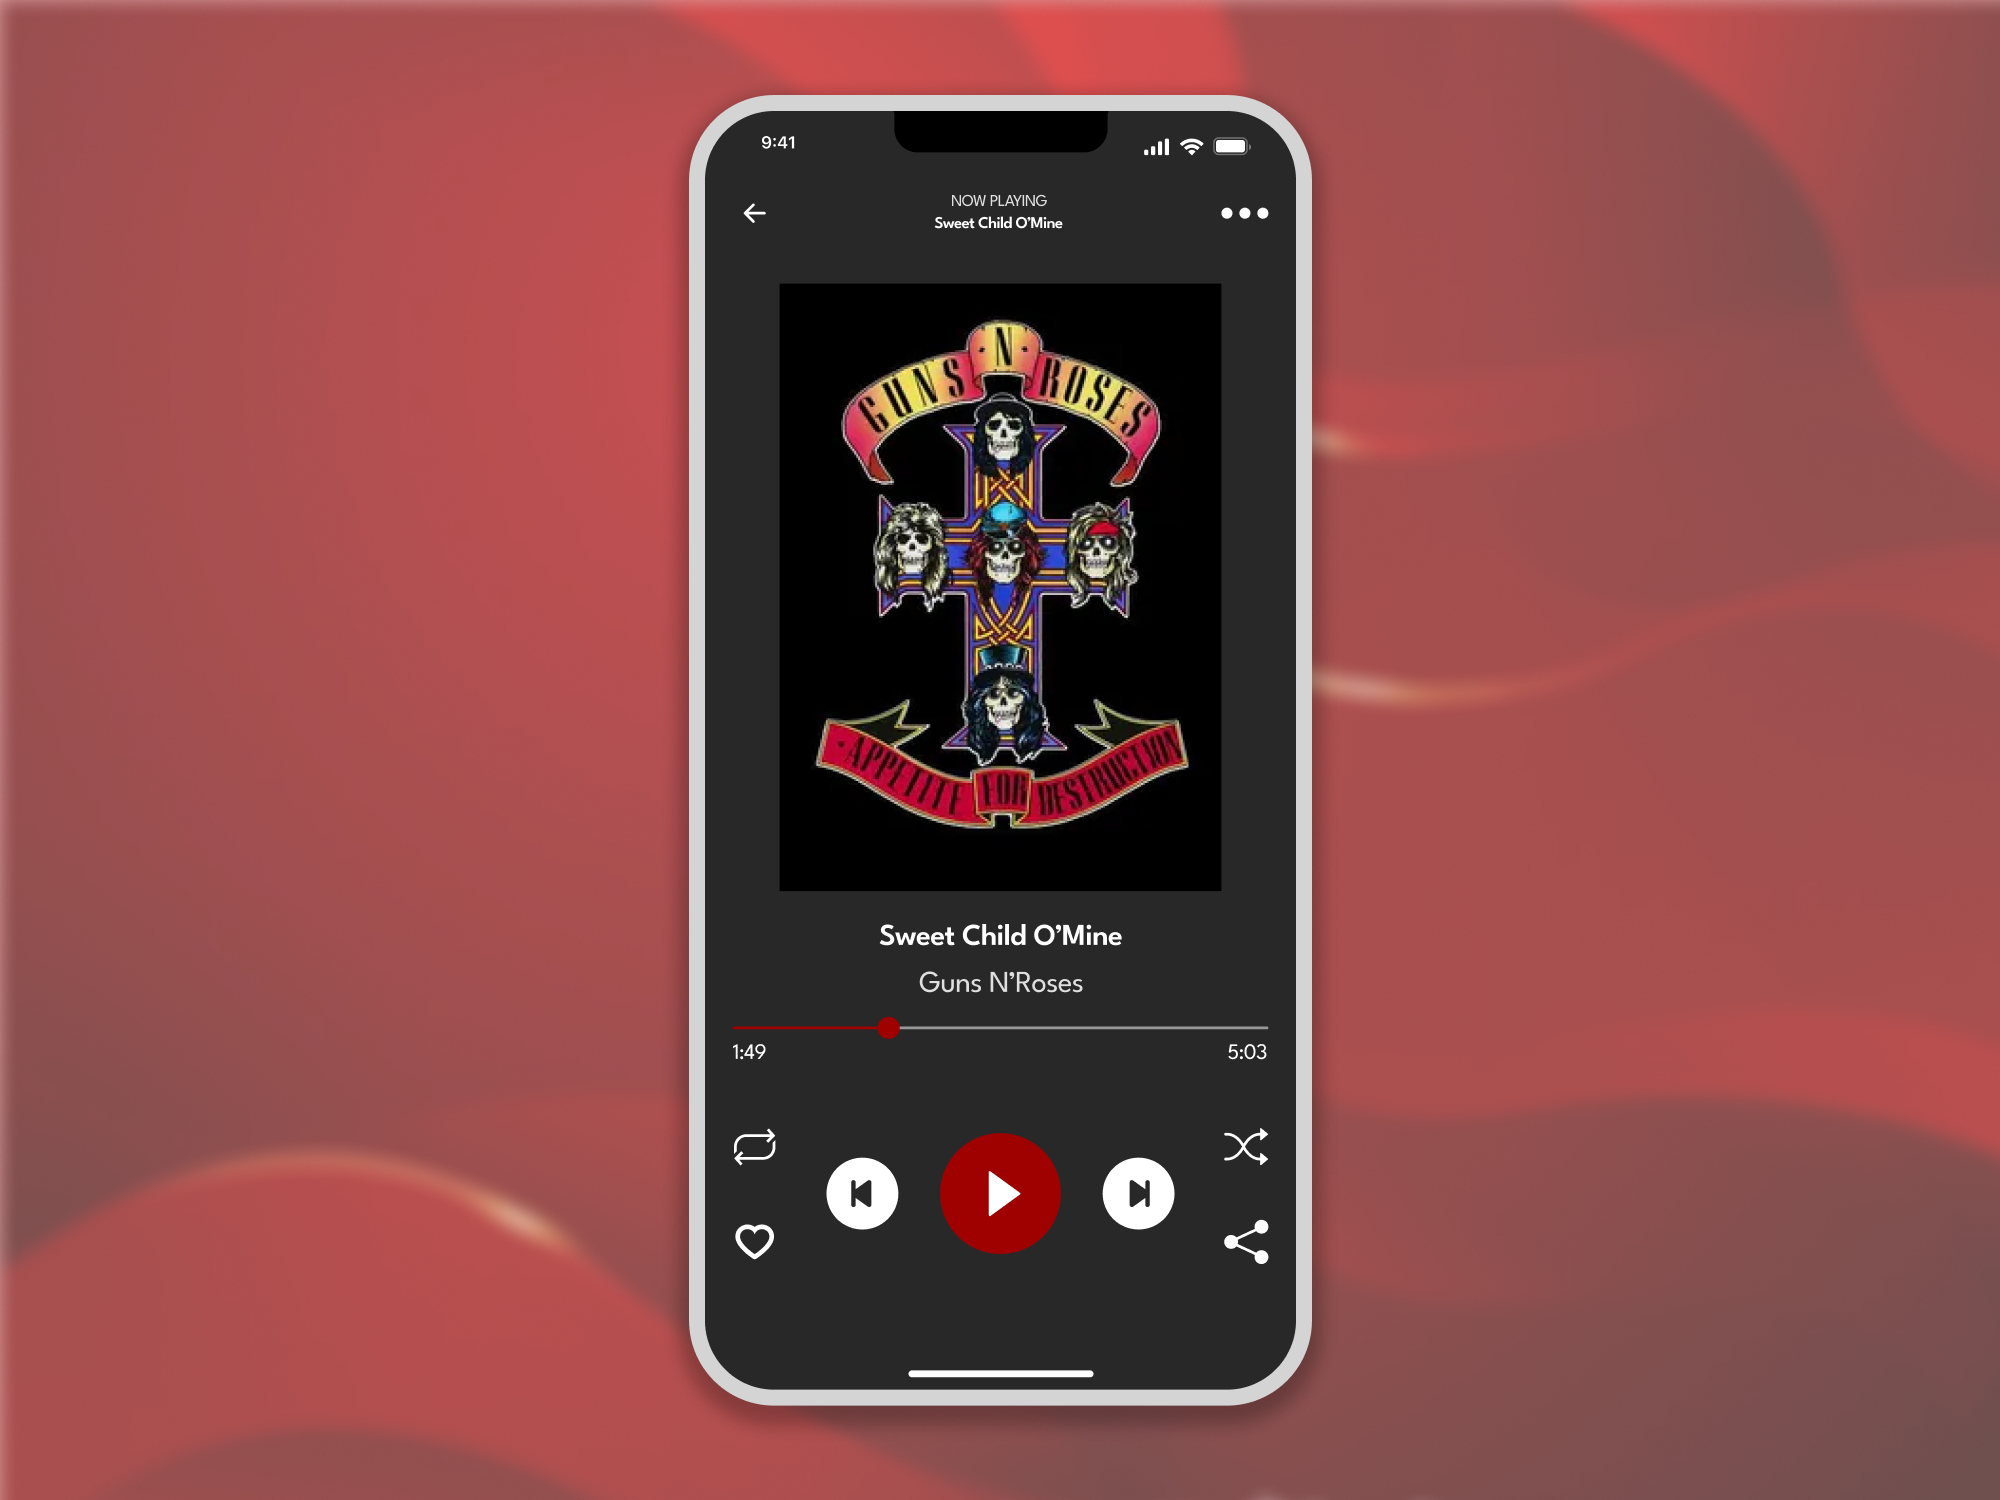 9:41
NOW PLAYING
Sweet Child O’Mine
GUNS N ROSES
APPETITE FOR DESTRUCTION
Sweet Child O’Mine
Guns N’Roses
1:49 5:03